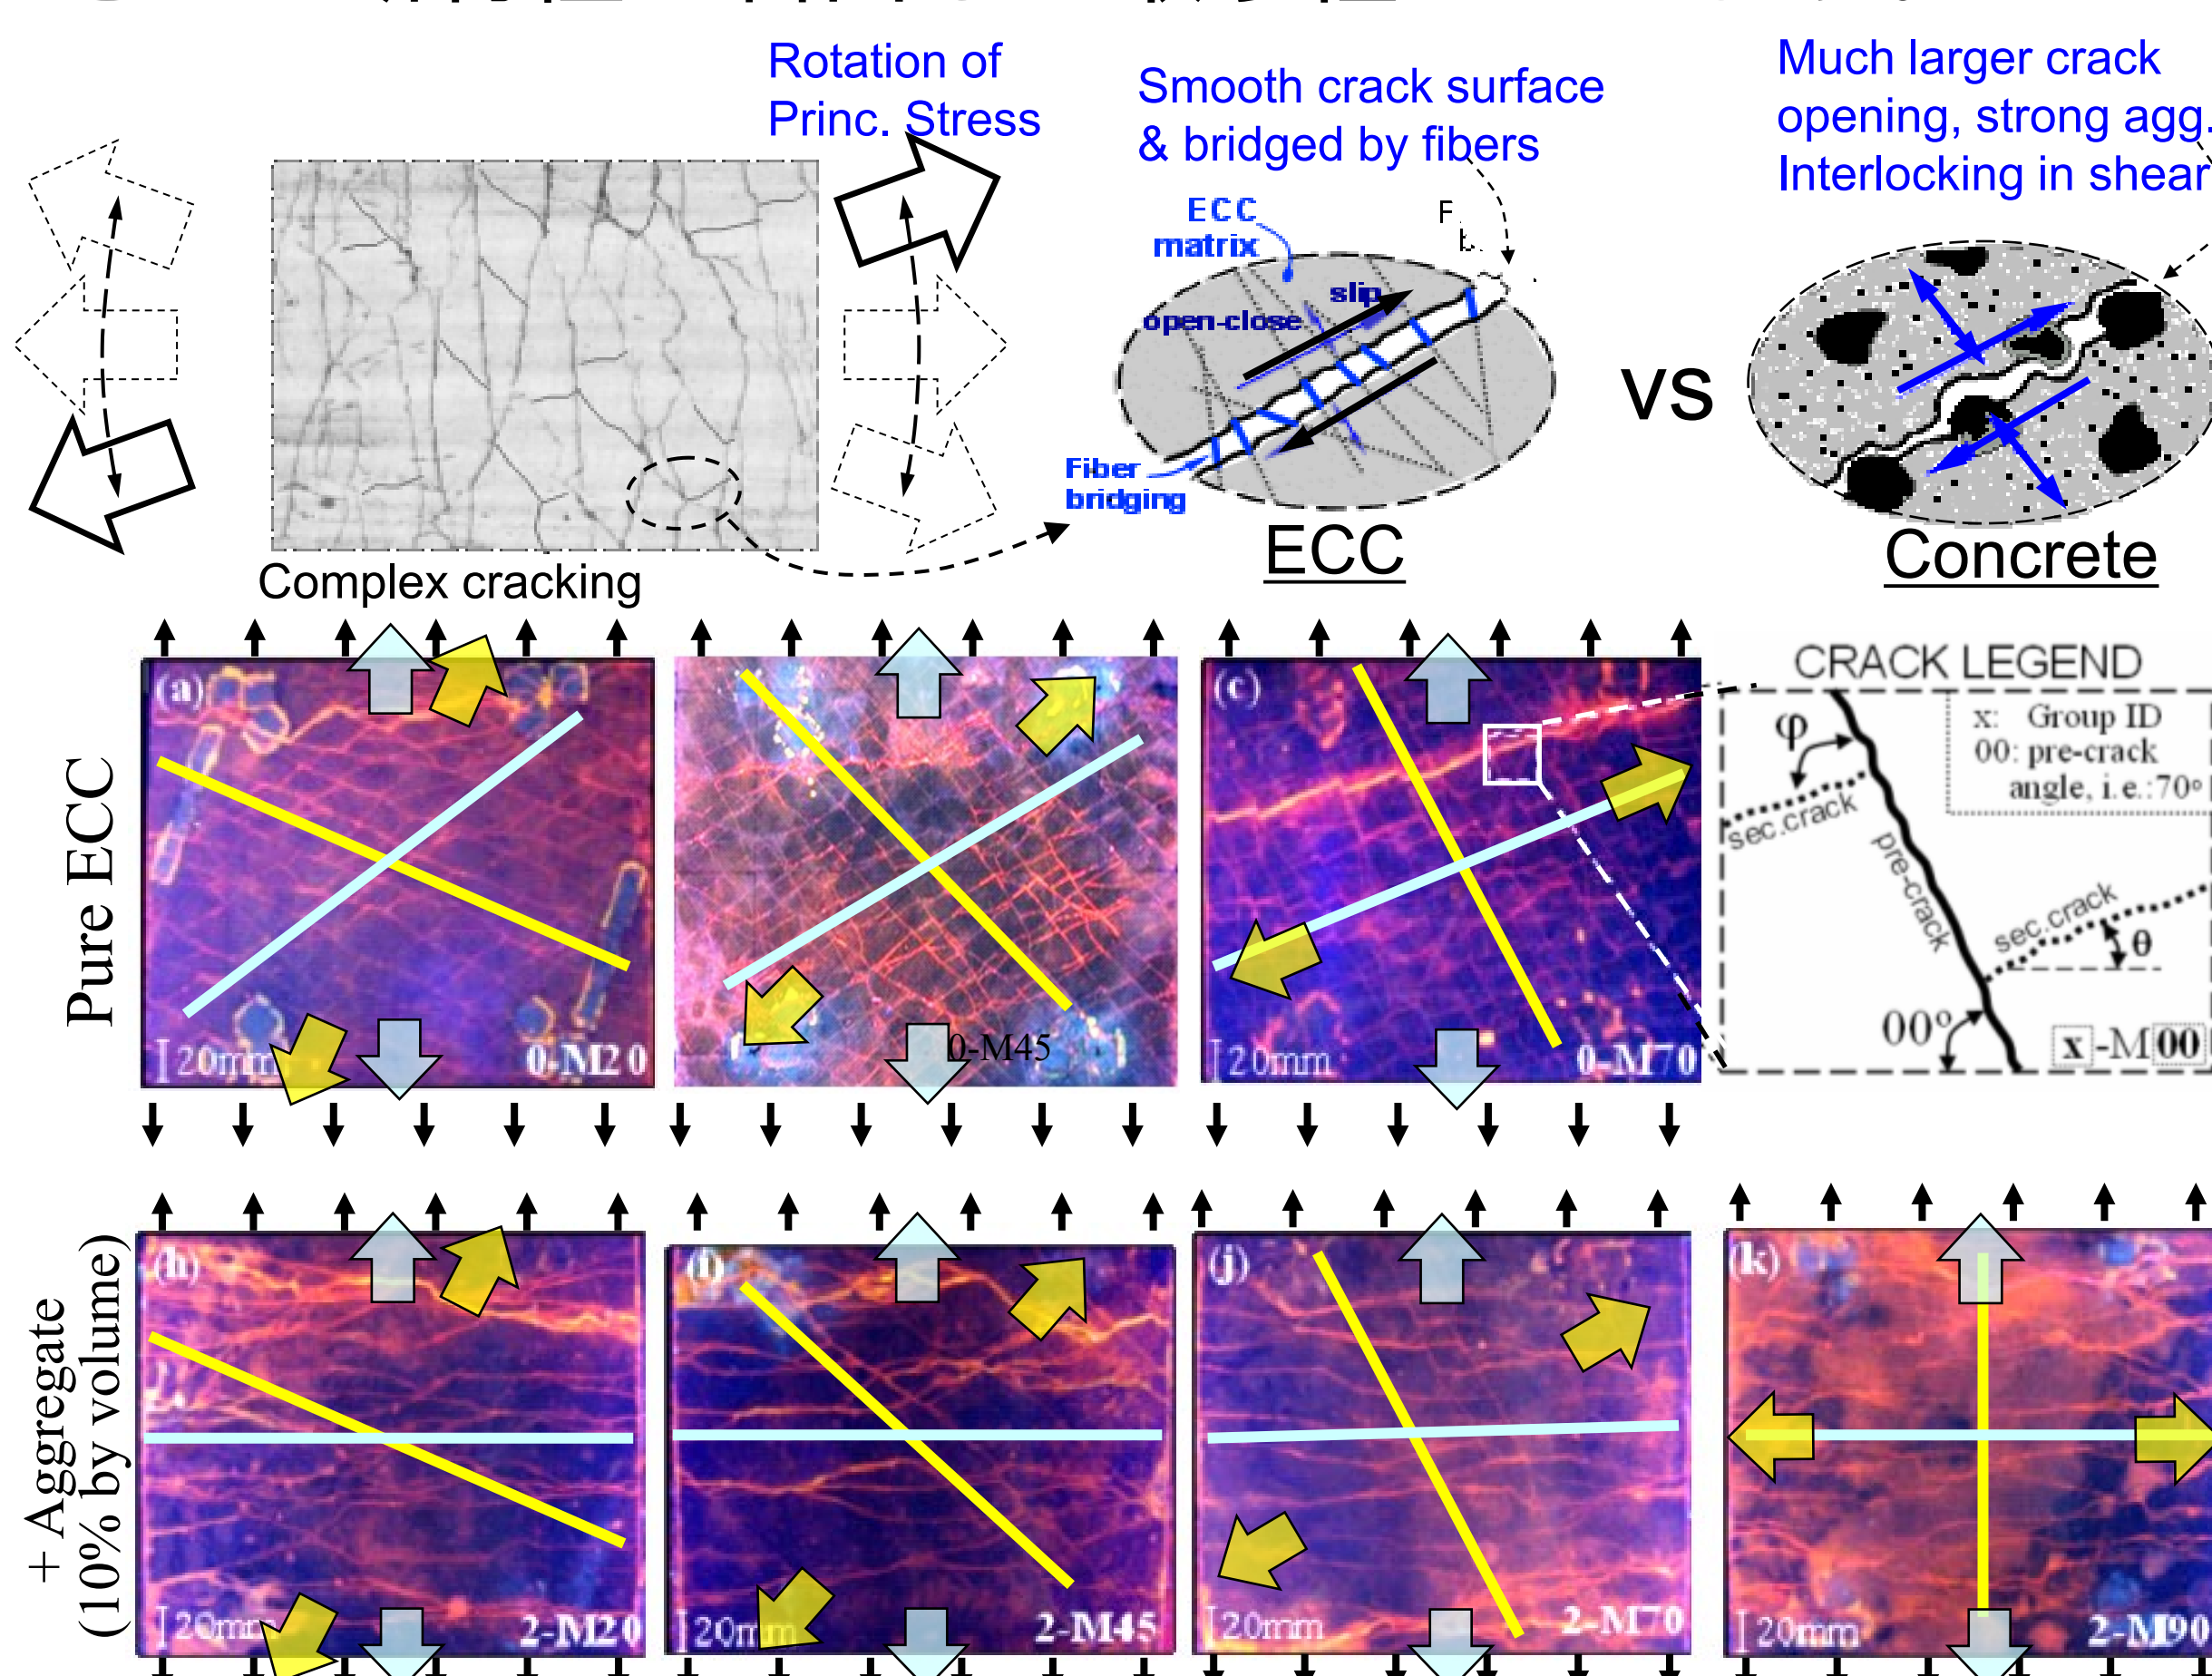 Rotation of
Princ. Stress
Smooth crack surface
& bridged by fibers
Much larger crack
opening, strong agg.
Interlocking in shear
ECC
matrix
slip
open-close
Fiber
bridging
vs
ECC
Concrete
Complex cracking
Pure ECC
(a)
20mm
0-M20
0-M45
(c)
20mm
0-M70
CRACK LEGEND
x: Group ID
00: pre-crack
angle, i.e.:70º
φ
sec.crack
pre-crack
sec.crack
θ
00º
x-M00
+ Aggregate
(10% by volume)
(h)
20mm
2-M20
(i)
20mm
2-M45
(j)
20mm
2-M70
(k)
20mm
2-M90